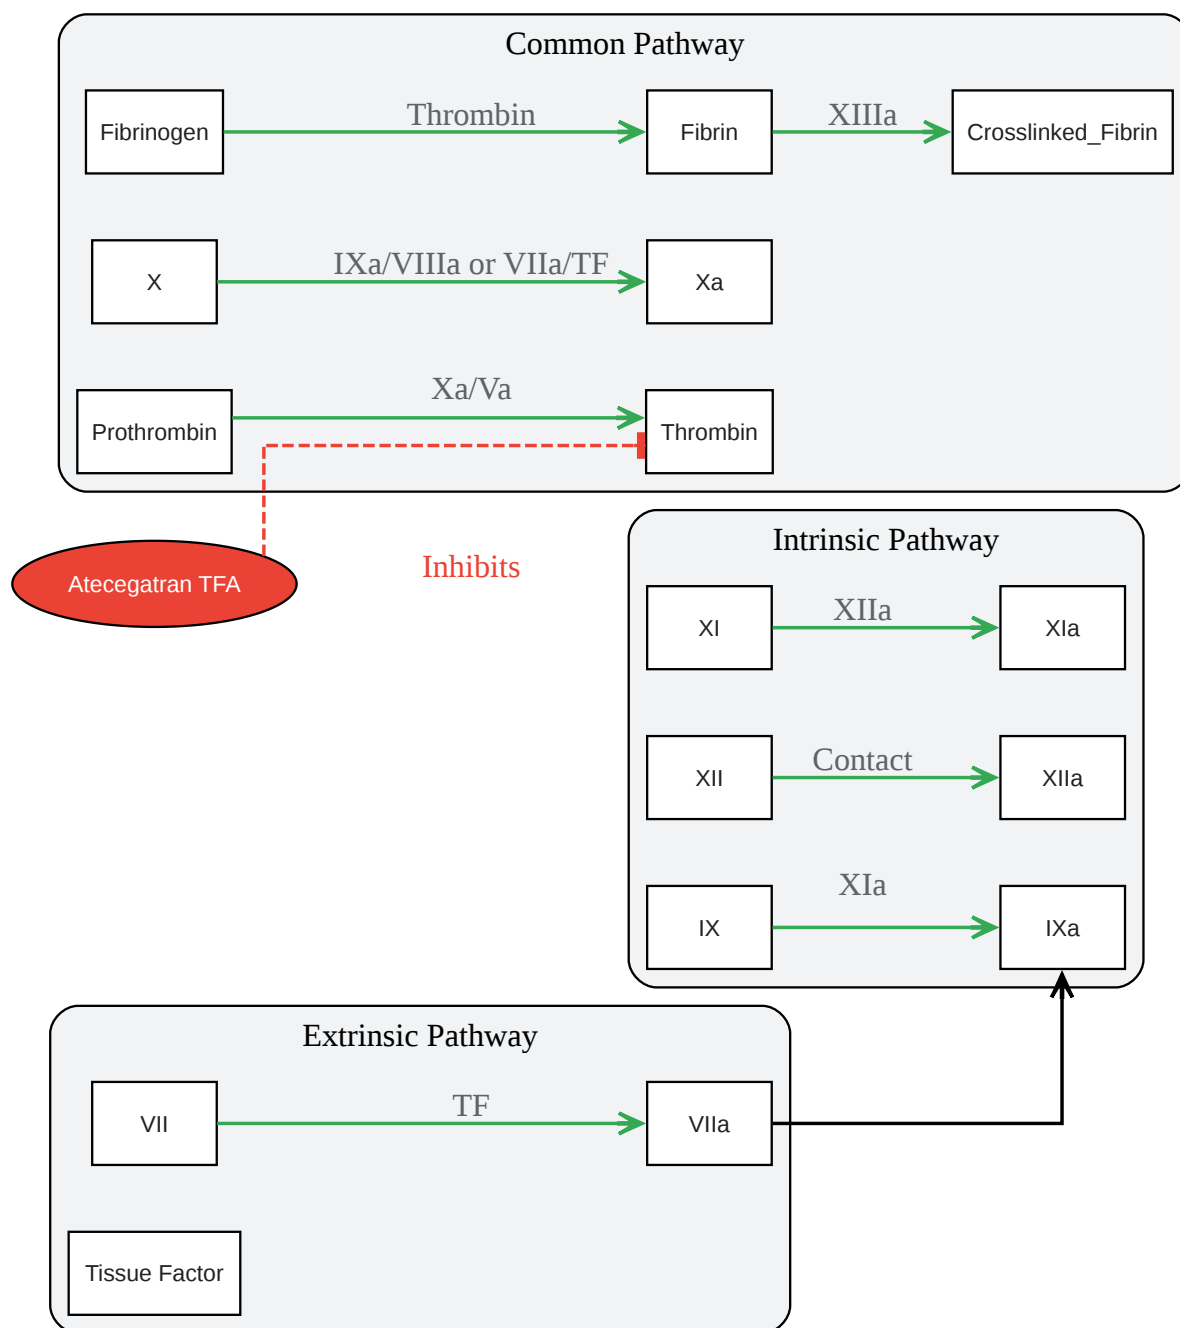 Common Pathway
Fibrinogen
Thrombin
Fibrin
XIIIa
Crosslinked_Fibrin
X
IXa/VIIIa or VIIa/TF
Xa
Prothrombin
Xa/Va
Thrombin
Atecegatran TFA
Inhibits
Intrinsic Pathway
XI
XIIa
XIa
XII
Contact
XIIa
IX
XIa
IXa
Extrinsic Pathway
VII
TF
VIIa
Tissue Factor